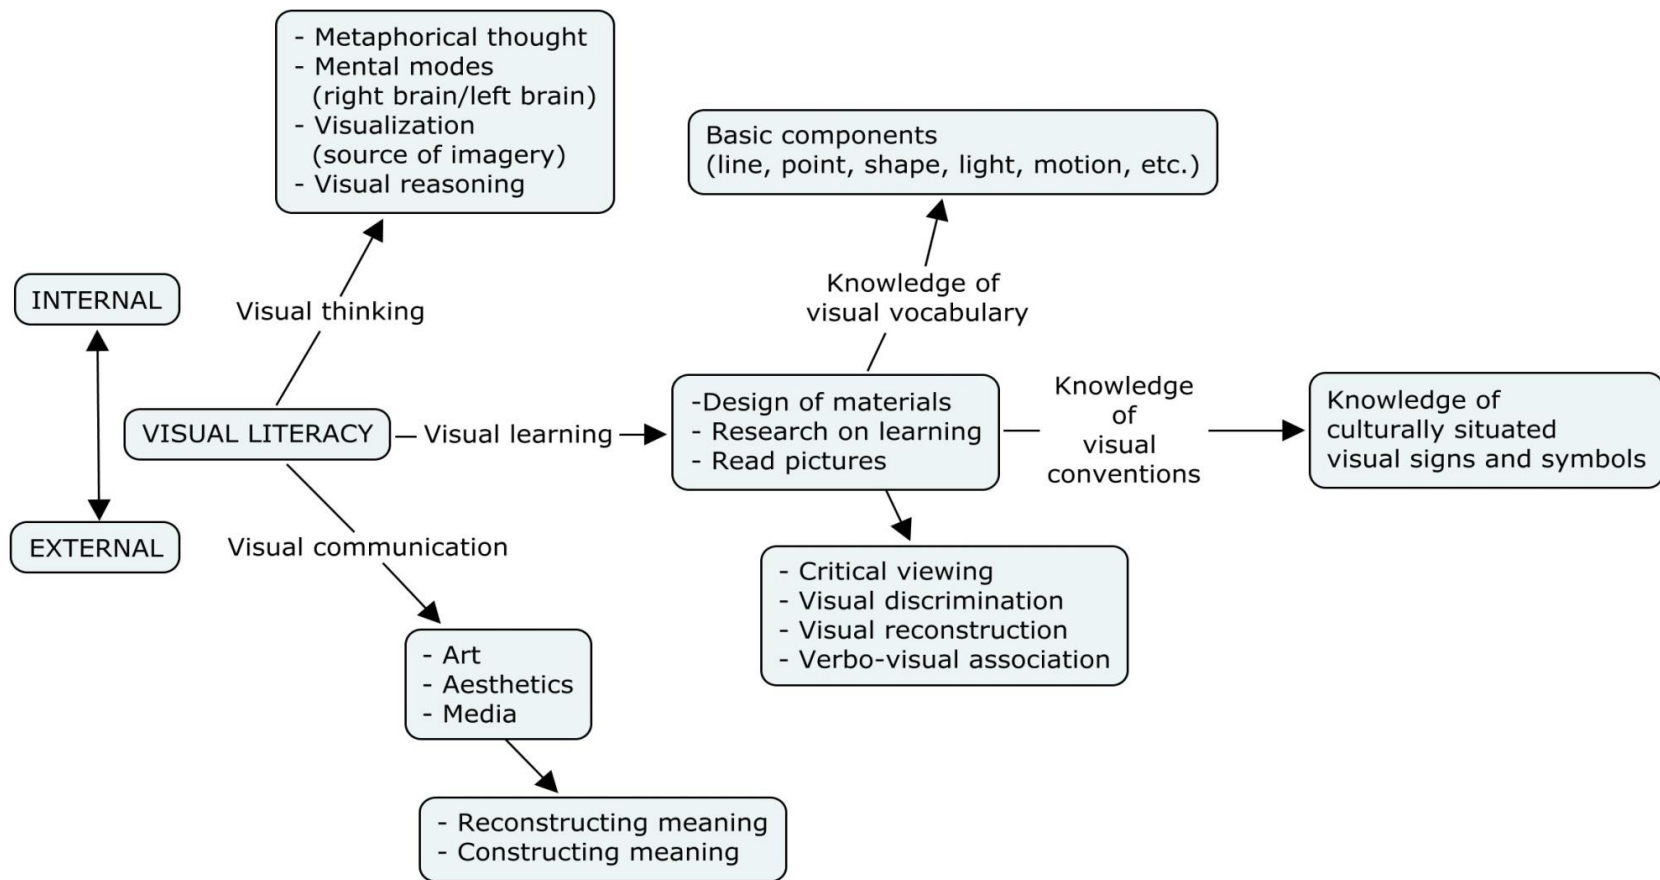 - Metaphorical thought
- Mental modes
(right brain/left brain)
- Visualization
(source of imagery)
- Visual reasoning
Basic components
(line, point, shape, light, motion, etc.)
INTERNAL
Visual thinking
Knowledge of
visual vocabulary
VISUAL LITERACY
Visual learning
-Design of materials
- Research on learning
- Read pictures
Knowledge
of
visual
conventions
Knowledge of
culturally situated
visual signs and symbols
EXTERNAL
Visual communication
- Critical viewing
- Visual discrimination
- Visual reconstruction
- Verbo-visual association
- Art
- Aesthetics
- Media
- Reconstructing meaning
- Constructing meaning